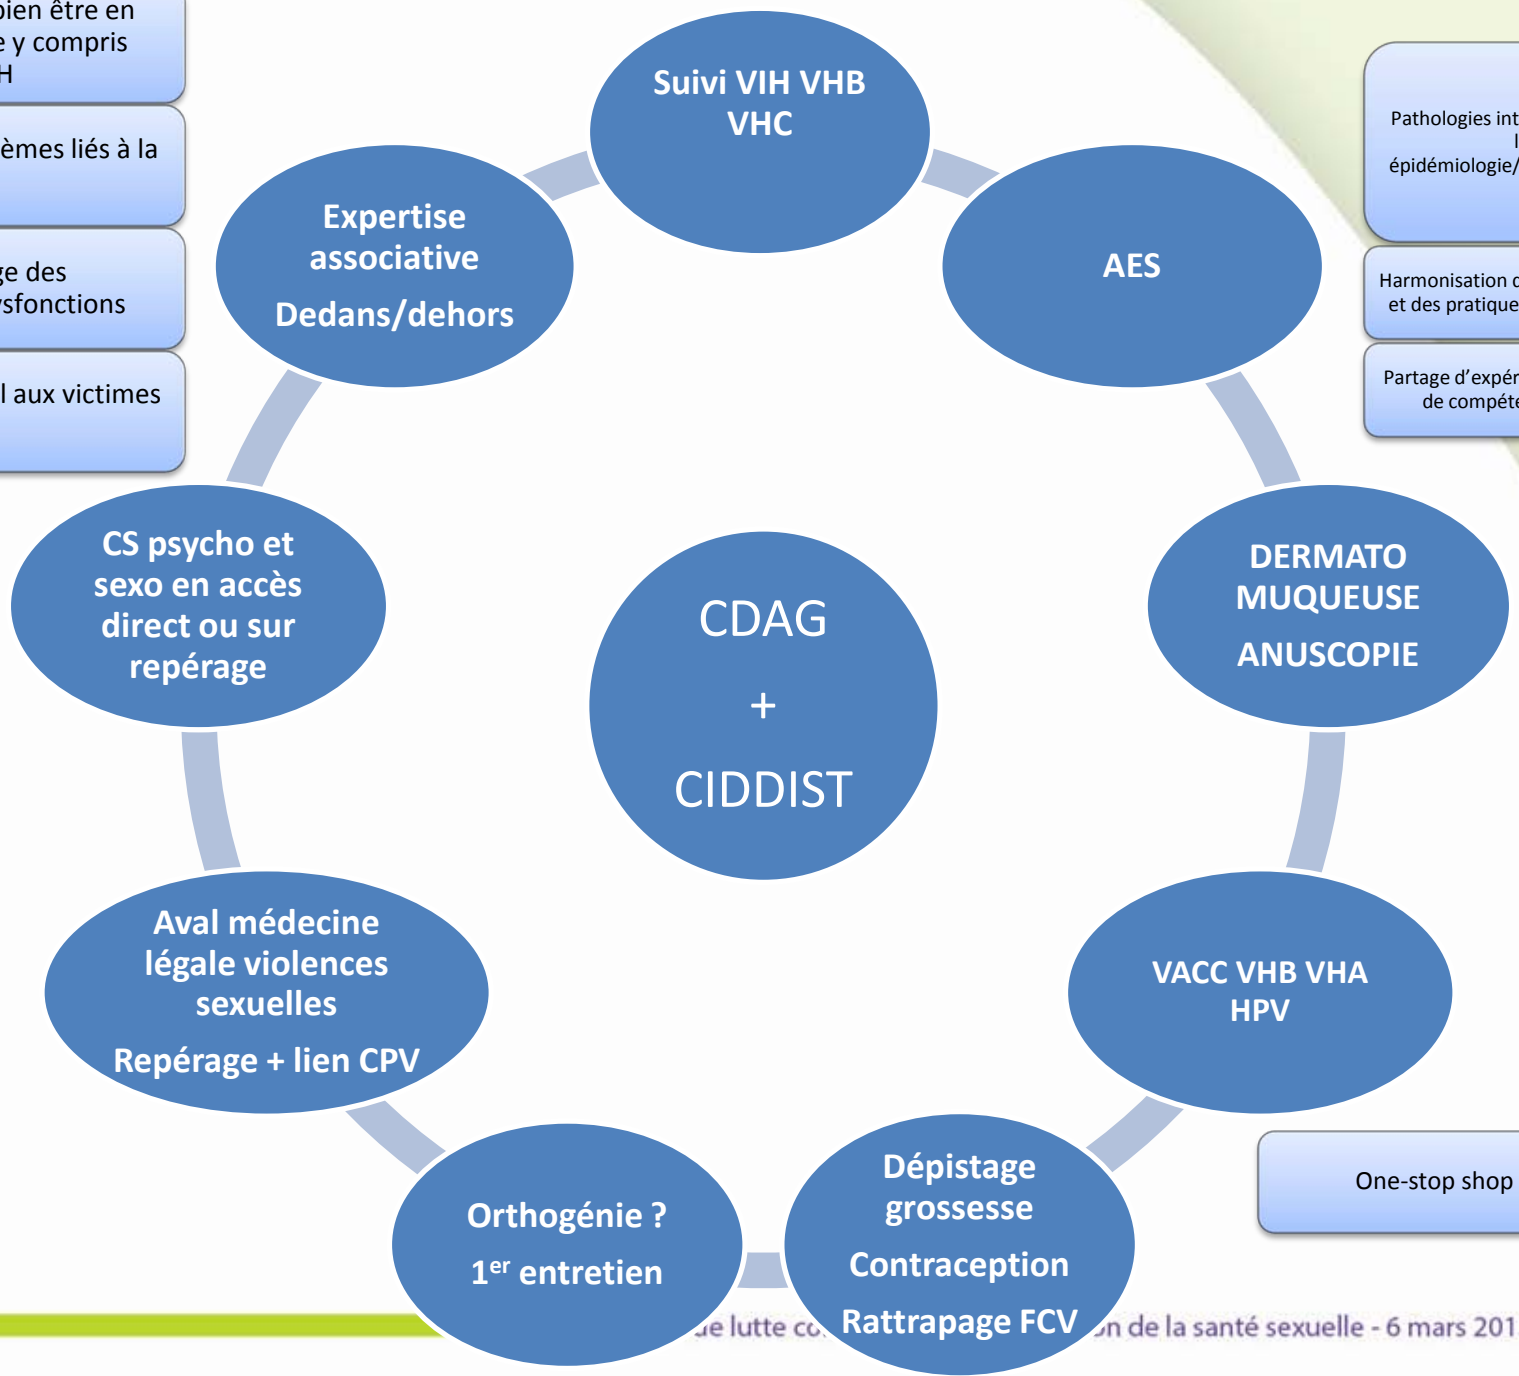 bien être en
e y compris
H
èmes liés à la
ge des
ysfonctions
l aux victimes
Suivi VIH VHB
VHC
Expertise
associative
Dedans/dehors
AES
Pathologies int
l
épidémiologie/
Harmonisation d
et des pratique
Partage d'expér
de compéte
CS psycho et
sexo en accès
direct ou sur
repérage
CDAG
+
CIDDIST
DERMATO
MUQUEUSE
ANUSCOPIE
Aval médecine
légale violences
sexuelles
Repérage + lien CPV
VACC VHB VHA
HPV
Orthogénie ?
1er entretien
Dépistage
grossesse
Contraception
Rattrapage FCV
One-stop shop
de lutte co on de la santé sexuelle - 6 mars 201